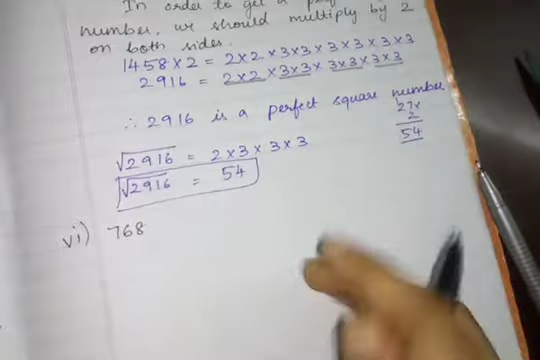 In order to get a
number, we should multiply by 2
on both sides.
1458 × 2 = 2 × 2 × 3 × 3 × 3 × 3 × 3 × 3
2916 = 2 × 2 × 3 × 3 × 3 × 3 × 3 × 3
∴ 2916 is a perfect square number
27×
2
54
√2916 = 2 × 3 × 3 × 3
√2916 = 54
vi) 768